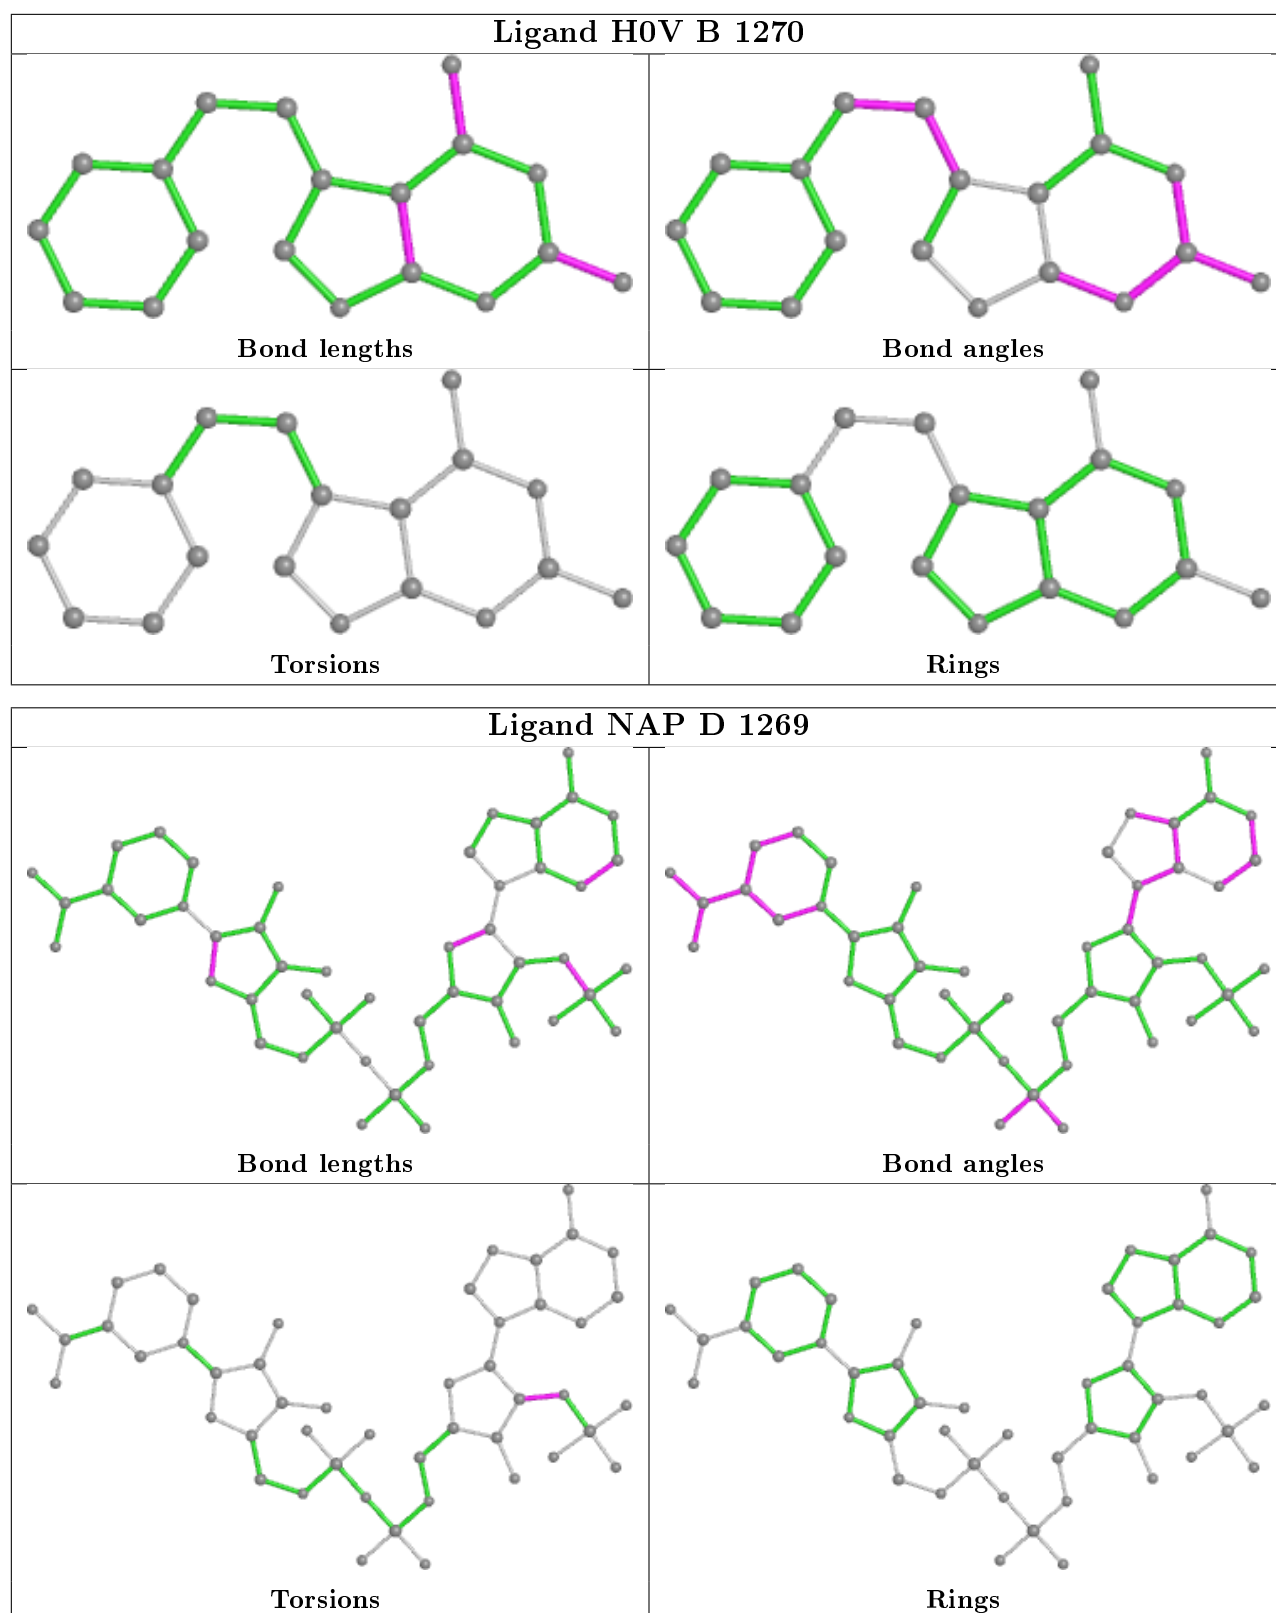 Ligand H0V B 1270
Bond lengths
Bond angles
Torsions
Rings
Ligand NAP D 1269
Bond lengths
Bond angles
Torsions
Rings